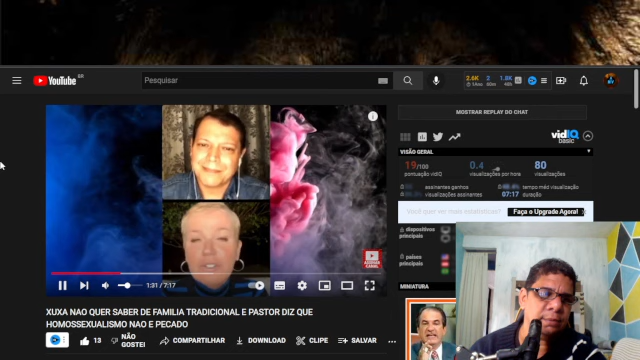 YouTube BR
Pesquisar
2.6K 2 1.8K
MOSTRAR REPLAY DO CHAT
vidIQ
basic
VISÃO GERAL
19/100 0.4 80
pontuação vidIQ visualizações por hora visualizações
assinantes ganhos tempo méd visualização
visualizações assinantes 07:17 duração
Você quer ver mais estatísticas? Faça o Upgrade Agora!
dispositivos
principais
países
principais
MINIATURA
1:31 / 7:17
XUXA NAO QUER SABER DE FAMILIA TRADICIONAL E PASTOR DIZ QUE
HOMOSSEXUALISMO NAO E PECADO
13 NÃO GOSTEI COMPARTILHAR DOWNLOAD CLIPE SALVAR